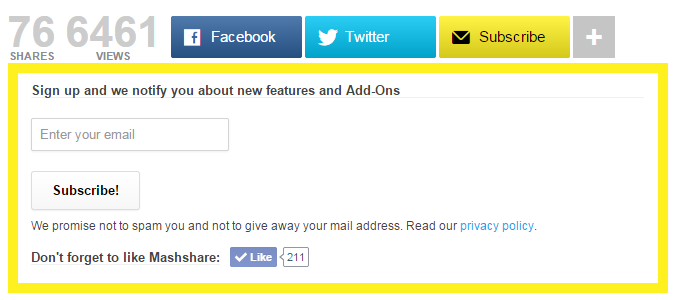 76 6461 Facebook Twitter Subscribe +
SHARES VIEWS
Sign up and we notify you about new features and Add-Ons
Enter your email
Subscribe!
We promise not to spam you and not to give away your mail address. Read our privacy policy.
Don't forget to like Mashshare: Like 211